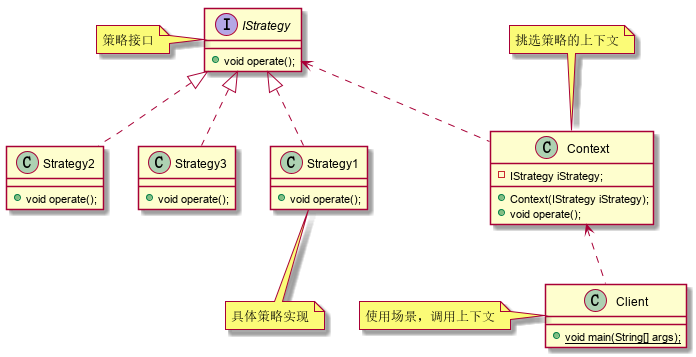 策略接口
I IStrategy
void operate();
挑选策略的上下文
C Strategy2
void operate();
C Strategy3
void operate();
C Strategy1
void operate();
C Context
IStrategy iStrategy;
Context(IStrategy iStrategy);
void operate();
具体策略实现
使用场景，调用上下文
C Client
void main(String[] args);